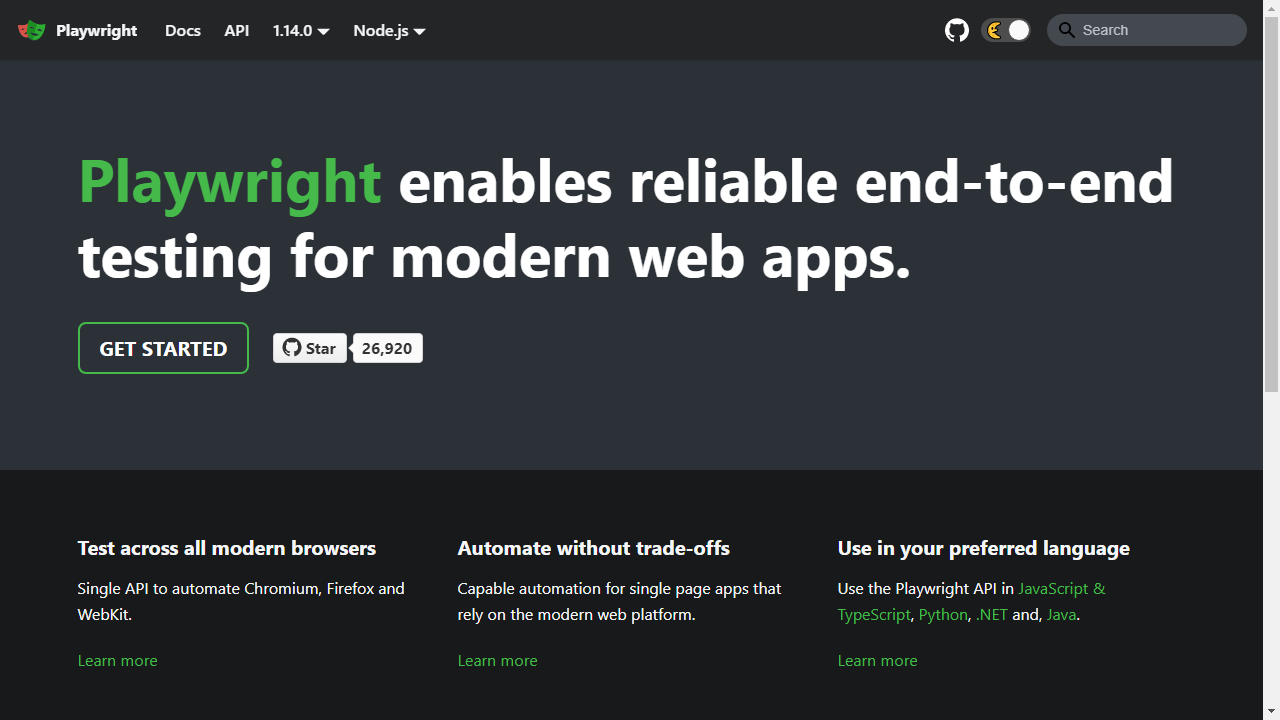 Playwright Docs API 1.14.0 Node.js Search
Playwright enables reliable end-to-end
testing for modern web apps.
GET STARTED Star 26,920
Test across all modern browsers
Single API to automate Chromium, Firefox and
WebKit.
Learn more
Automate without trade-offs
Capable automation for single page apps that
rely on the modern web platform.
Learn more
Use in your preferred language
Use the Playwright API in JavaScript &
TypeScript, Python, .NET and, Java.
Learn more